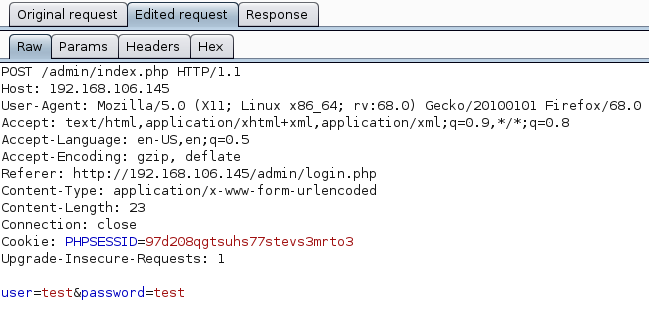 Original request Edited request Response
Raw Params Headers Hex
POST /admin/index.php HTTP/1.1
Host: 192.168.106.145
User-Agent: Mozilla/5.0 (X11; Linux x86_64; rv:68.0) Gecko/20100101 Firefox/68.0
Accept: text/html,application/xhtml+xml,application/xml;q=0.9,*/*;q=0.8
Accept-Language: en-US,en;q=0.5
Accept-Encoding: gzip, deflate
Referer: http://192.168.106.145/admin/login.php
Content-Type: application/x-www-form-urlencoded
Content-Length: 23
Connection: close
Cookie: PHPSESSID=97d208qgtsuhs77stevs3mrto3
Upgrade-Insecure-Requests: 1
user=test&password=test